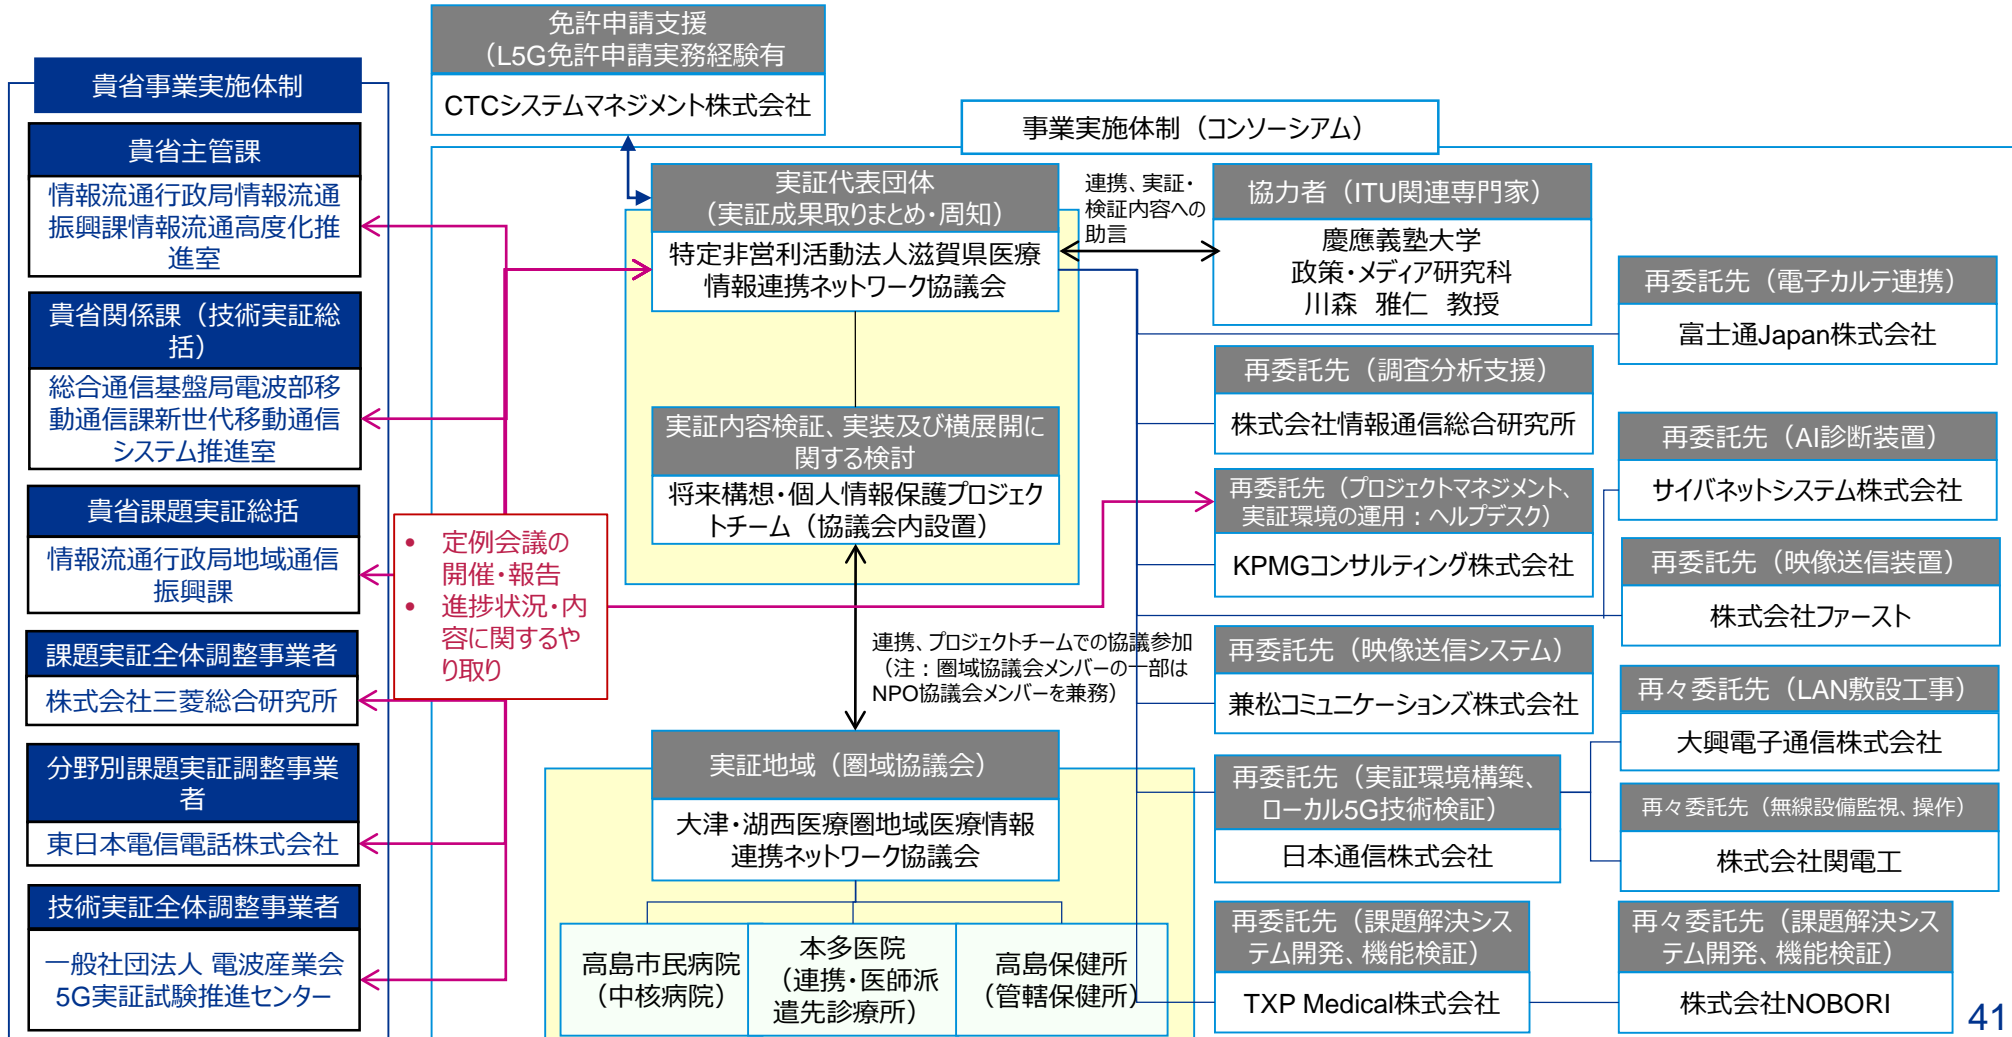 免許申請支援
（L5G免許申請実務経験有
CTCシステムマネジメント株式会社
貴省事業実施体制
貴省主管課
情報流通行政局情報流通
振興課情報流通高度化推
進室
貴省関係課（技術実証総
括）
総合通信基盤局電波部移
動通信課新世代移動通信
システム推進室
貴省課題実証総括
情報流通行政局地域通信
振興課
課題実証全体調整事業者
株式会社三菱総合研究所
分野別課題実証調整事業
者
東日本電信電話株式会社
技術実証全体調整事業者
一般社団法人 電波産業会
5G実証試験推進センター
• 定例会議の
開催・報告
• 進捗状況・内
容に関するや
り取り
事業実施体制（コンソーシアム）
実証代表団体
（実証成果取りまとめ・周知）
特定非営利活動法人滋賀県医療
情報連携ネットワーク協議会
連携、実証・
検証内容への
助言
実証内容検証、実装及び横展開に
関する検討
将来構想・個人情報保護プロジェク
トチーム（協議会内設置）
連携、プロジェクトチームでの協議参加
（注：圏域協議会メンバーの一部は
NPO協議会メンバーを兼務）
実証地域（圏域協議会）
大津・湖西医療圏地域医療情報
連携ネットワーク協議会
高島市民病院
（中核病院）
本多医院
（連携・医師派
遣先診療所）
高島保健所
（管轄保健所）
協力者（ITU関連専門家）
慶應義塾大学
政策・メディア研究科
川森 雅仁 教授
再委託先（調査分析支援）
株式会社情報通信総合研究所
再委託先（プロジェクトマネジメント、
実証環境の運用：ヘルプデスク）
KPMGコンサルティング株式会社
再委託先（映像送信システム）
兼松コミュニケーションズ株式会社
再委託先（実証環境構築、
ローカル5G技術検証）
日本通信株式会社
再委託先（課題解決シス
テム開発、機能検証）
TXP Medical株式会社
再委託先（電子カルテ連携）
富士通Japan株式会社
再委託先（AI診断装置）
サイバネットシステム株式会社
再委託先（映像送信装置）
株式会社ファースト
再々委託先（LAN敷設工事）
大興電子通信株式会社
再々委託先（無線設備監視、操作）
株式会社関電工
再々委託先（課題解決シス
テム開発、機能検証）
株式会社NOBORI
41